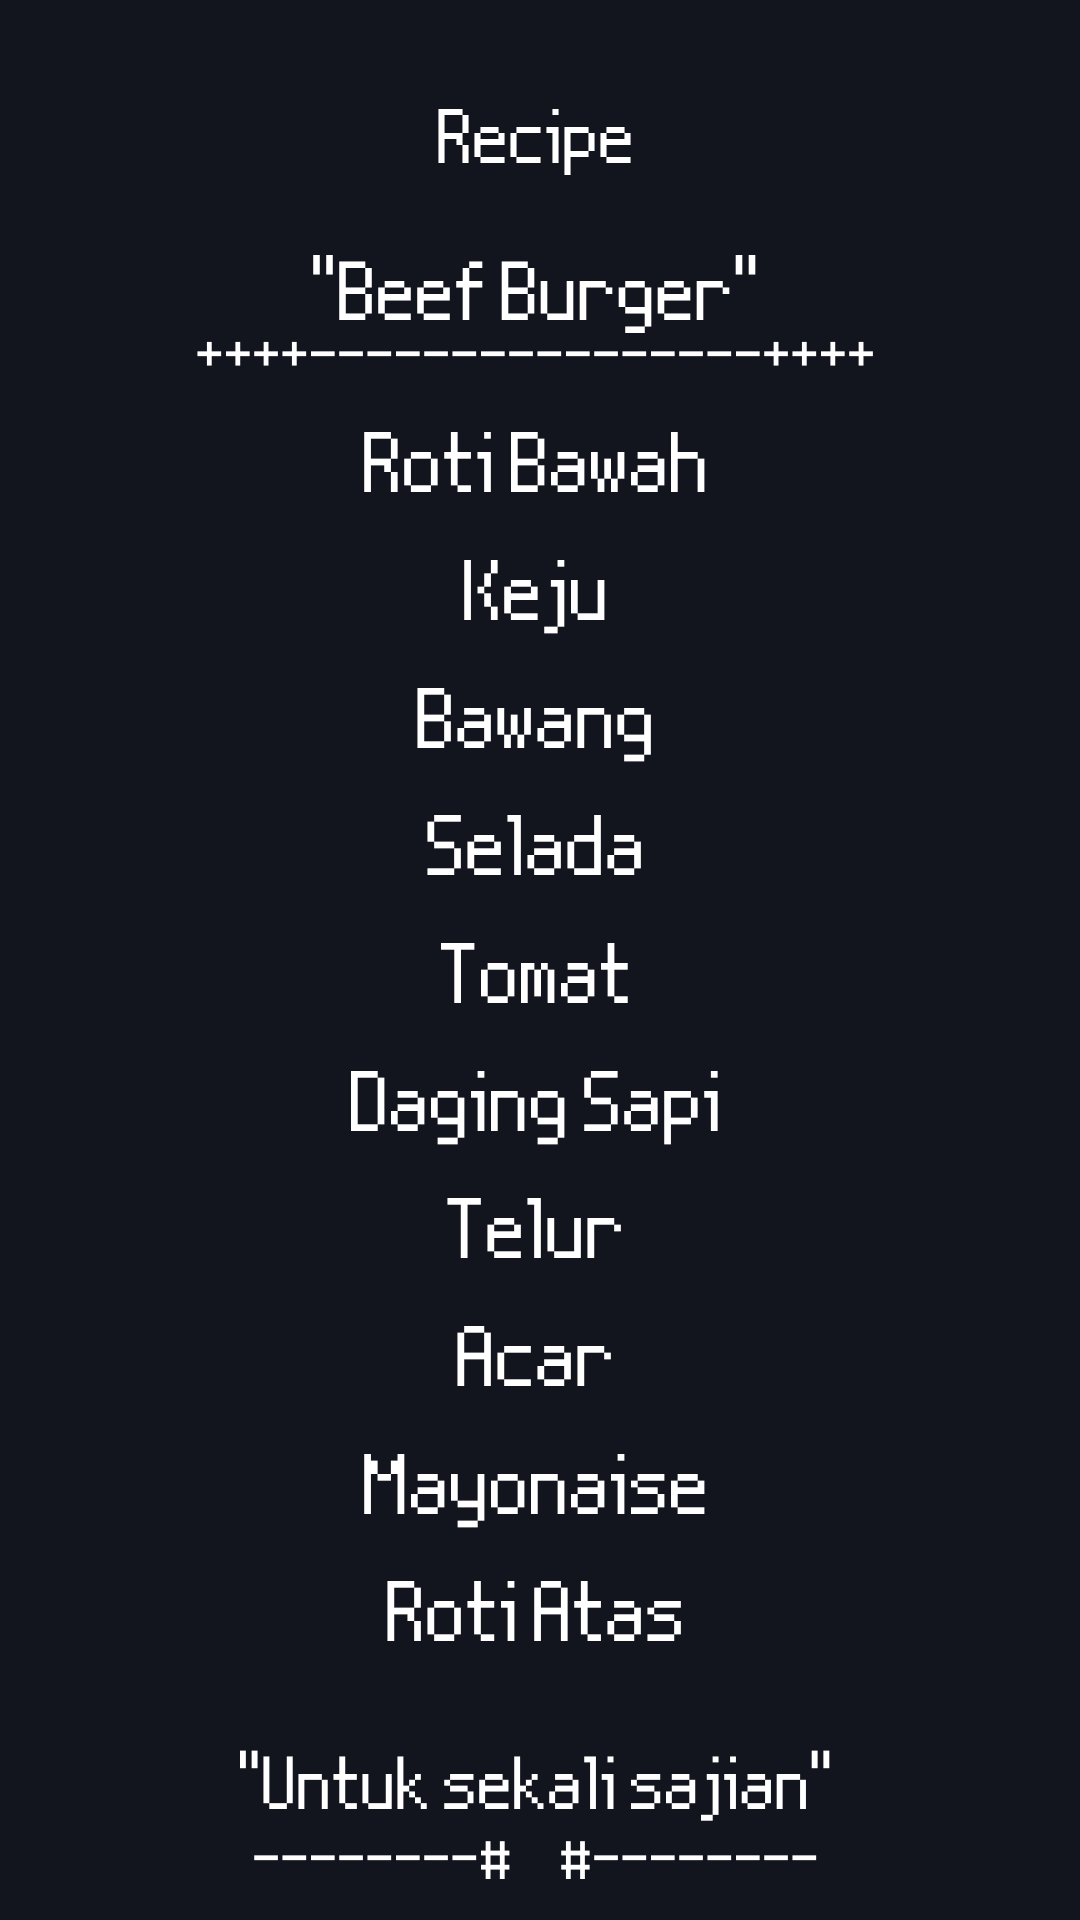 Recipe
"Beef Burger"
++++----------------++++
Roti Bawah
Keju
Bawang
Selada
Tomat
Daging Sapi
Telur
Acar
Mayonaise
Roti Atas
"Untuk sekali sajian"
--------# #--------